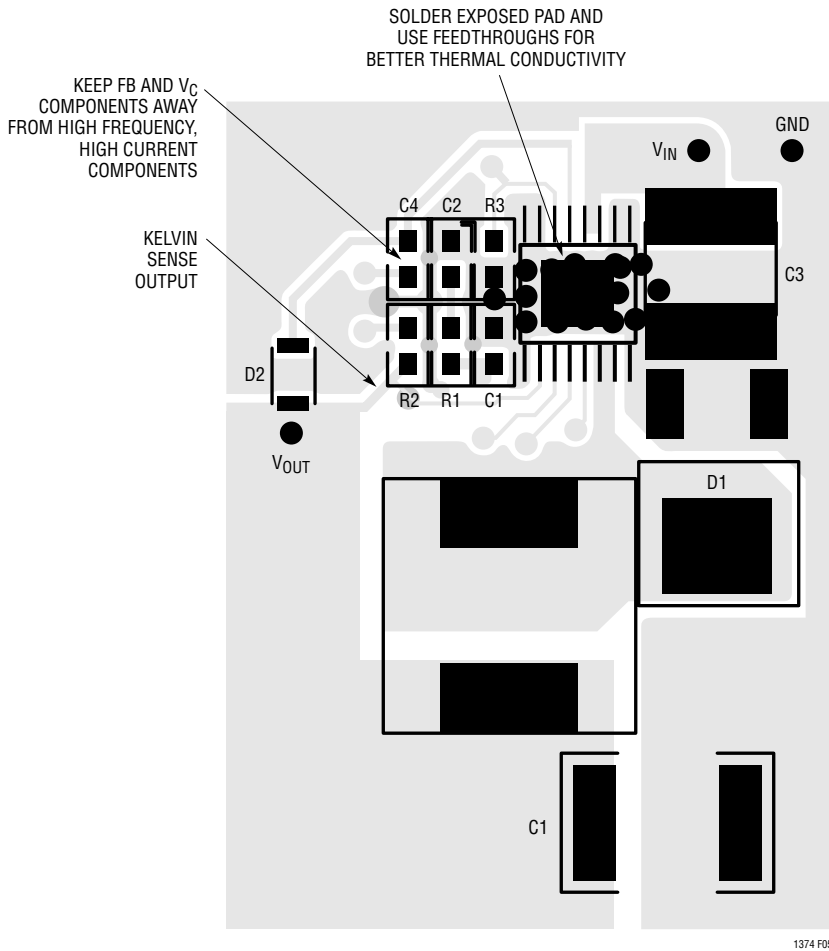 SOLDER EXPOSED PAD AND
USE FEEDTHROUGHS FOR
BETTER THERMAL CONDUCTIVITY
KEEP FB AND VC
COMPONENTS AWAY
FROM HIGH FREQUENCY,
HIGH CURRENT
COMPONENTS
GND
VIN
C4 C2 R3
KELVIN
SENSE
OUTPUT
C3
D2
R2 R1 C1
VOUT
D1
C1
1374 F05